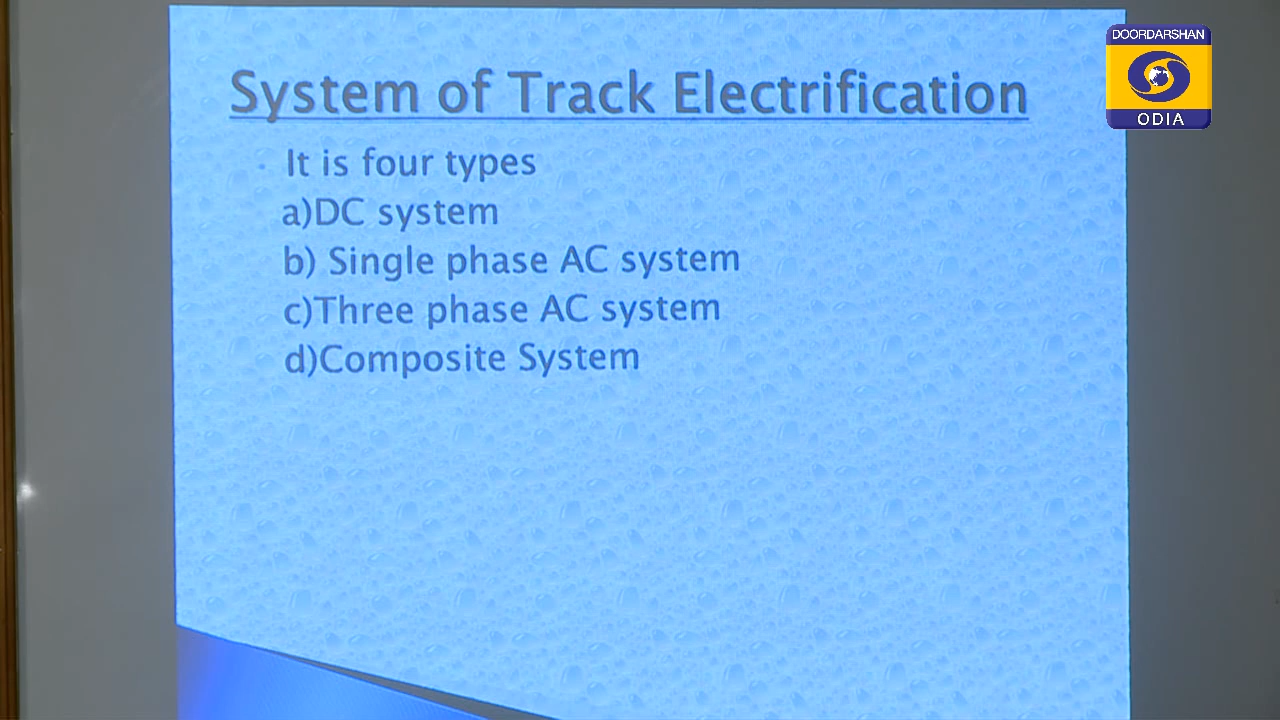 System of Track Electrification
It is four types
a)DC system
b) Single phase AC system
c)Three phase AC system
d)Composite System
DOORDARSHAN
ODIA